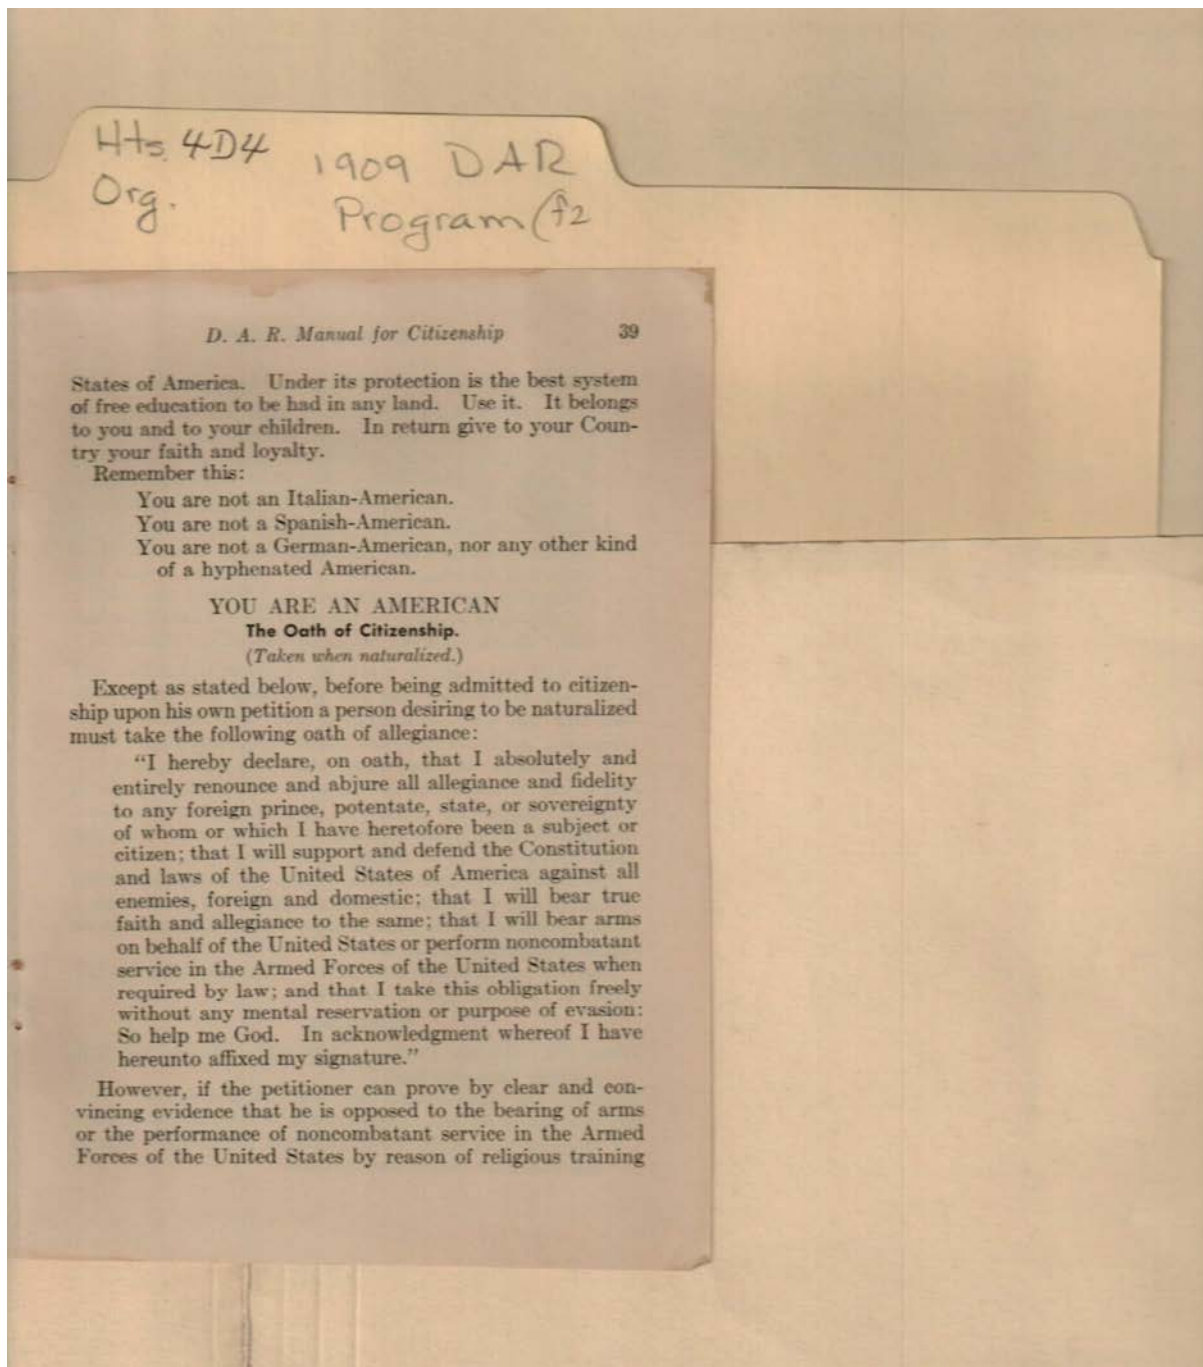 Hts. 4D4
Org.
1909 DAR
Program (f2
D. A. R. Manual for Citizenship 39
States of America. Under its protection is the best system
of free education to be had in any land. Use it. It belongs
to you and to your children. In return give to your Coun-
try your faith and loyalty.
Remember this:
You are not an Italian-American.
You are not a Spanish-American.
You are not a German-American, nor any other kind
of a hyphenated American.
YOU ARE AN AMERICAN
The Oath of Citizenship.
(Taken when naturalized.)
Except as stated below, before being admitted to citizen-
ship upon his own petition a person desiring to be naturalized
must take the following oath of allegiance:
"I hereby declare, on oath, that I absolutely and
entirely renounce and abjure all allegiance and fidelity
to any foreign prince, potentate, state, or sovereignty
of whom or which I have heretofore been a subject or
citizen; that I will support and defend the Constitution
and laws of the United States of America against all
enemies, foreign and domestic; that I will bear true
faith and allegiance to the same; that I will bear arms
on behalf of the United States or perform noncombatant
service in the Armed Forces of the United States when
required by law; and that I take this obligation freely
without any mental reservation or purpose of evasion:
So help me God. In acknowledgment whereof I have
hereunto affixed my signature."
However, if the petitioner can prove by clear and con-
vincing evidence that he is opposed to the bearing of arms
or the performance of noncombatant service in the Armed
Forces of the United States by reason of religious training